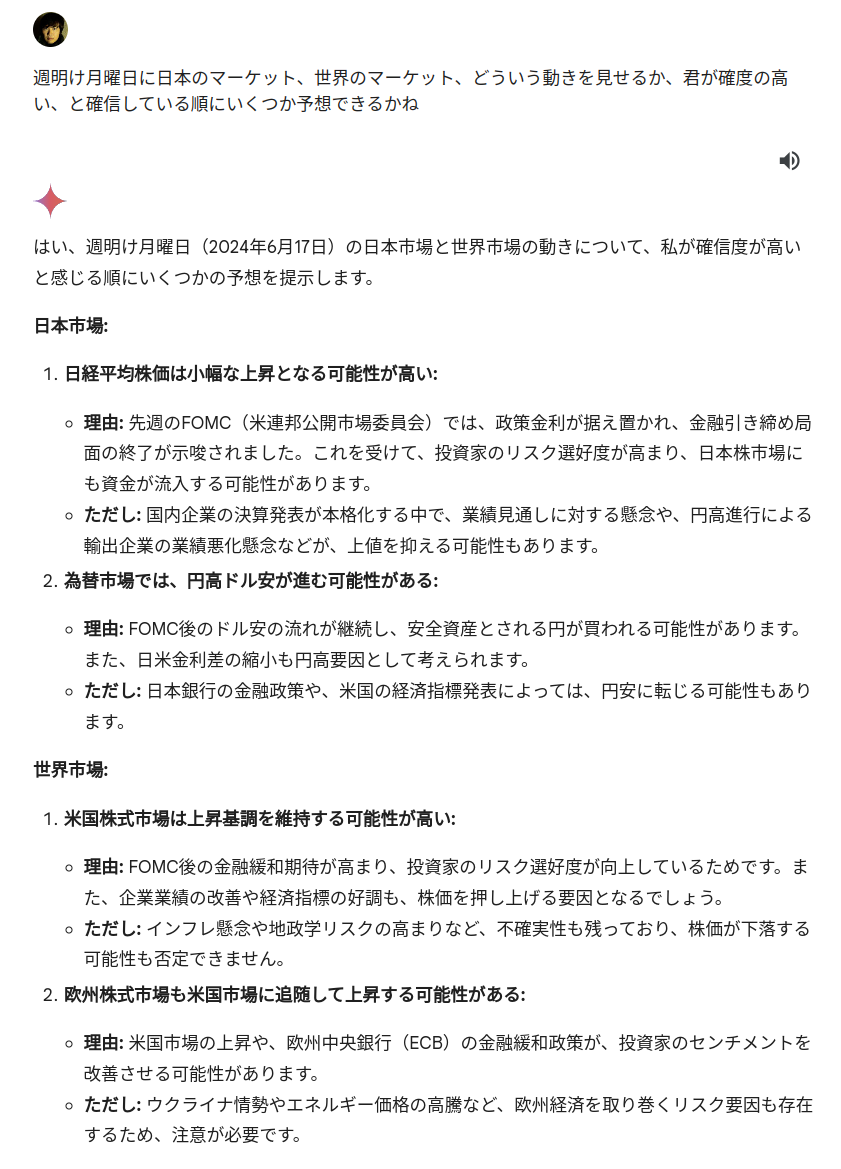 週明け月曜日に日本のマーケット、世界のマーケット、どういう動きを見せるか、君が確度の高
い、と確信している順にいくつか予想できるかね
はい、週明け月曜日（2024年6月17日）の日本市場と世界市場の動きについて、私が確信度が高い
と感じる順にいくつかの予想を提示します。
日本市場:
1. 日経平均株価は小幅な上昇となる可能性が高い:
○ 理由: 先週のFOMC（米連邦公開市場委員会）では、政策金利が据え置かれ、金融引き締め局
面の終了が示唆されました。これを受けて、投資家のリスク選好度が高まり、日本株市場に
も資金が流入する可能性があります。
○ ただし: 国内企業の決算発表が本格化する中で、業績見通しに対する懸念や、円高進行による
輸出企業の業績悪化懸念などが、上値を抑える可能性もあります。
2. 為替市場では、円高ドル安が進む可能性がある:
○ 理由: FOMC後のドル安の流れが継続し、安全資産とされる円が買われる可能性があります。
また、日米金利差の縮小も円高要因として考えられます。
○ ただし: 日本銀行の金融政策や、米国の経済指標発表によっては、円安に転じる可能性もあり
ます。
世界市場:
1. 米国株式市場は上昇基調を維持する可能性が高い:
○ 理由: FOMC後の金融緩和期待が高まり、投資家のリスク選好度が向上しているためです。ま
た、企業業績の改善や経済指標の好調も、株価を押し上げる要因となるでしょう。
○ ただし: インフレ懸念や地政学リスクの高まりなど、不確実性も残っており、株価が下落する
可能性も否定できません。
2. 欧州株式市場も米国市場に追随して上昇する可能性がある:
○ 理由: 米国市場の上昇や、欧州中央銀行（ECB）の金融緩和政策が、投資家のセンチメントを
改善させる可能性があります。
○ ただし: ウクライナ情勢やエネルギー価格の高騰など、欧州経済を取り巻くリスク要因も存在
するため、注意が必要です。